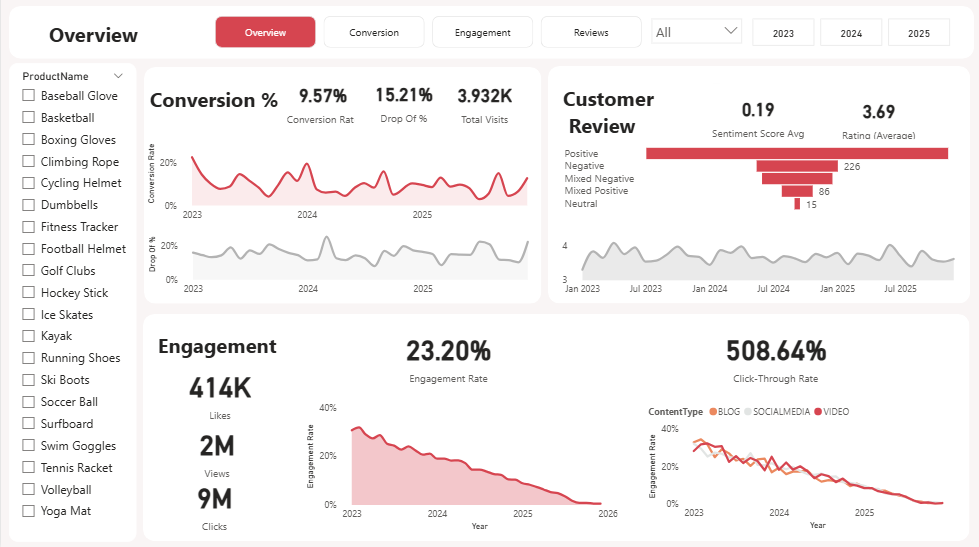 Overview
Overview
Conversion
Engagement
Reviews
All
2023
2024
2025
ProductName
Baseball Glove
Basketball
Boxing Gloves
Climbing Rope
Cycling Helmet
Dumbbells
Fitness Tracker
Football Helmet
Golf Clubs
Hockey Stick
Ice Skates
Kayak
Running Shoes
Ski Boots
Soccer Ball
Surfboard
Swim Goggles
Tennis Racket
Volleyball
Yoga Mat
Conversion %
9.57%
Conversion Rat
15.21%
Drop Of %
3.932K
Total Visits
Conversion Rate
20%
0%
2023
2024
2025
Drop Of %
20%
0%
2023
2024
2025
Customer
Review
0.19
Sentiment Score Avg
3.69
Rating (Average)
Positive
Negative
226
Mixed Negative
Mixed Positive
86
Neutral
15
4
3
Jan 2023
Jul 2023
Jan 2024
Jul 2024
Jan 2025
Jul 2025
Engagement
414K
Likes
2M
Views
9M
Clicks
23.20%
Engagement Rate
Engagement Rate
40%
20%
0%
2023
2024
2025
2026
Year
508.64%
Click-Through Rate
ContentType BLOG SOCIALMEDIA VIDEO
Engagement Rate
40%
20%
0%
2023
2024
2025
Year